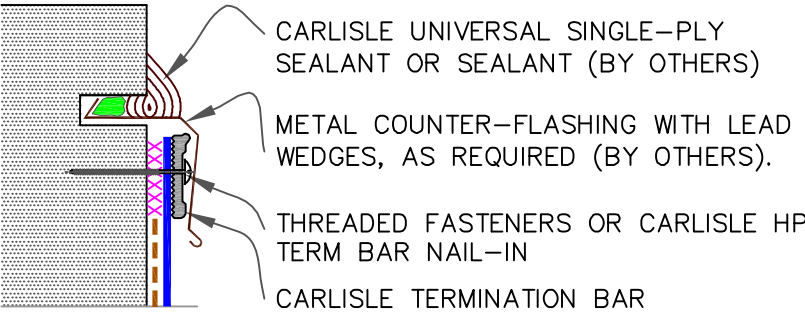 CARLISLE UNIVERSAL SINGLE-PLY
SEALANT OR SEALANT (BY OTHERS)
METAL COUNTER-FLASHING WITH LEAD
WEDGES, AS REQUIRED (BY OTHERS).
THREADED FASTENERS OR CARLISLE HP
TERM BAR NAIL-IN
CARLISLE TERMINATION BAR